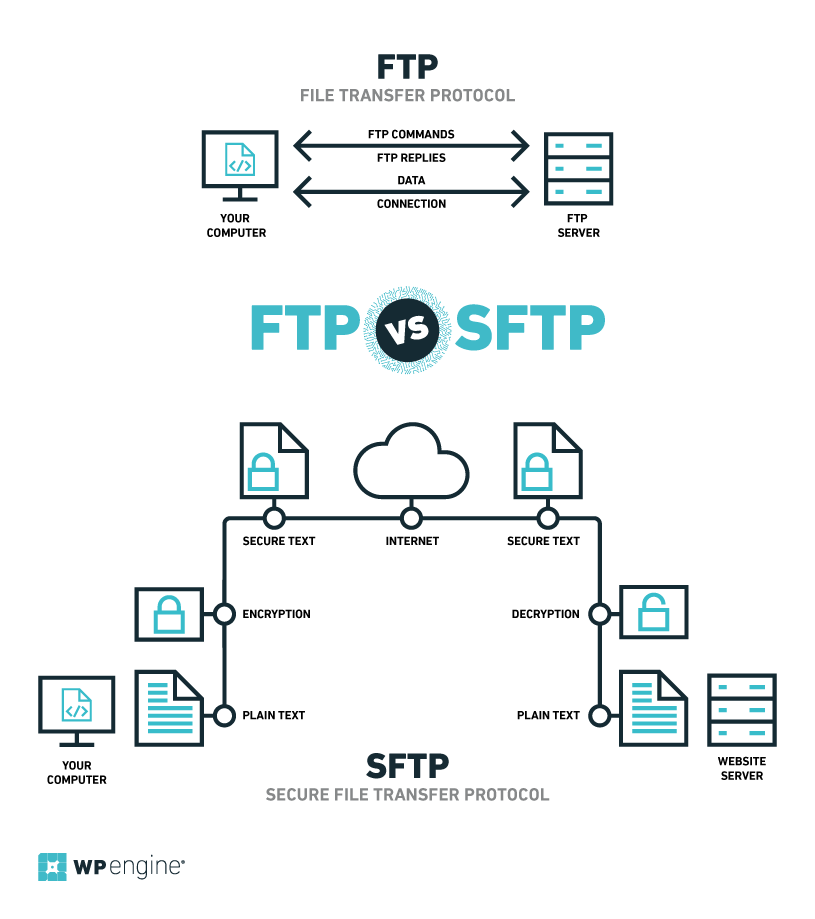 FTP
FILE TRANSFER PROTOCOL
FTP COMMANDS
FTP REPLIES
DATA
CONNECTION
YOUR
COMPUTER
FTP
SERVER
FTP VS SFTP
SECURE TEXT
INTERNET
SECURE TEXT
ENCRYPTION
DECRYPTION
</>
</>
PLAIN TEXT
PLAIN TEXT
YOUR
COMPUTER
WEBSITE
SERVER
SFTP
SECURE FILE TRANSFER PROTOCOL
WP engine®